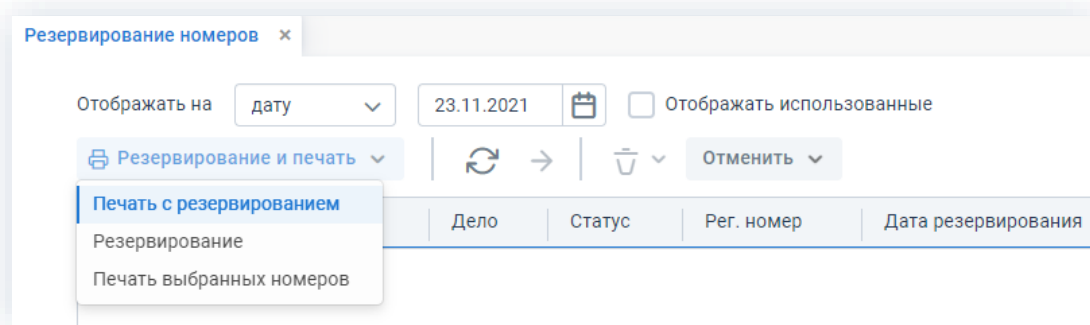 Резервирование номеров ×
Отображать на дату 23.11.2021 Отображать использованные
Резервирование и печать Отменить
Печать с резервированием
Дело Статус Рег. номер Дата резервирования
Резервирование
Печать выбранных номеров